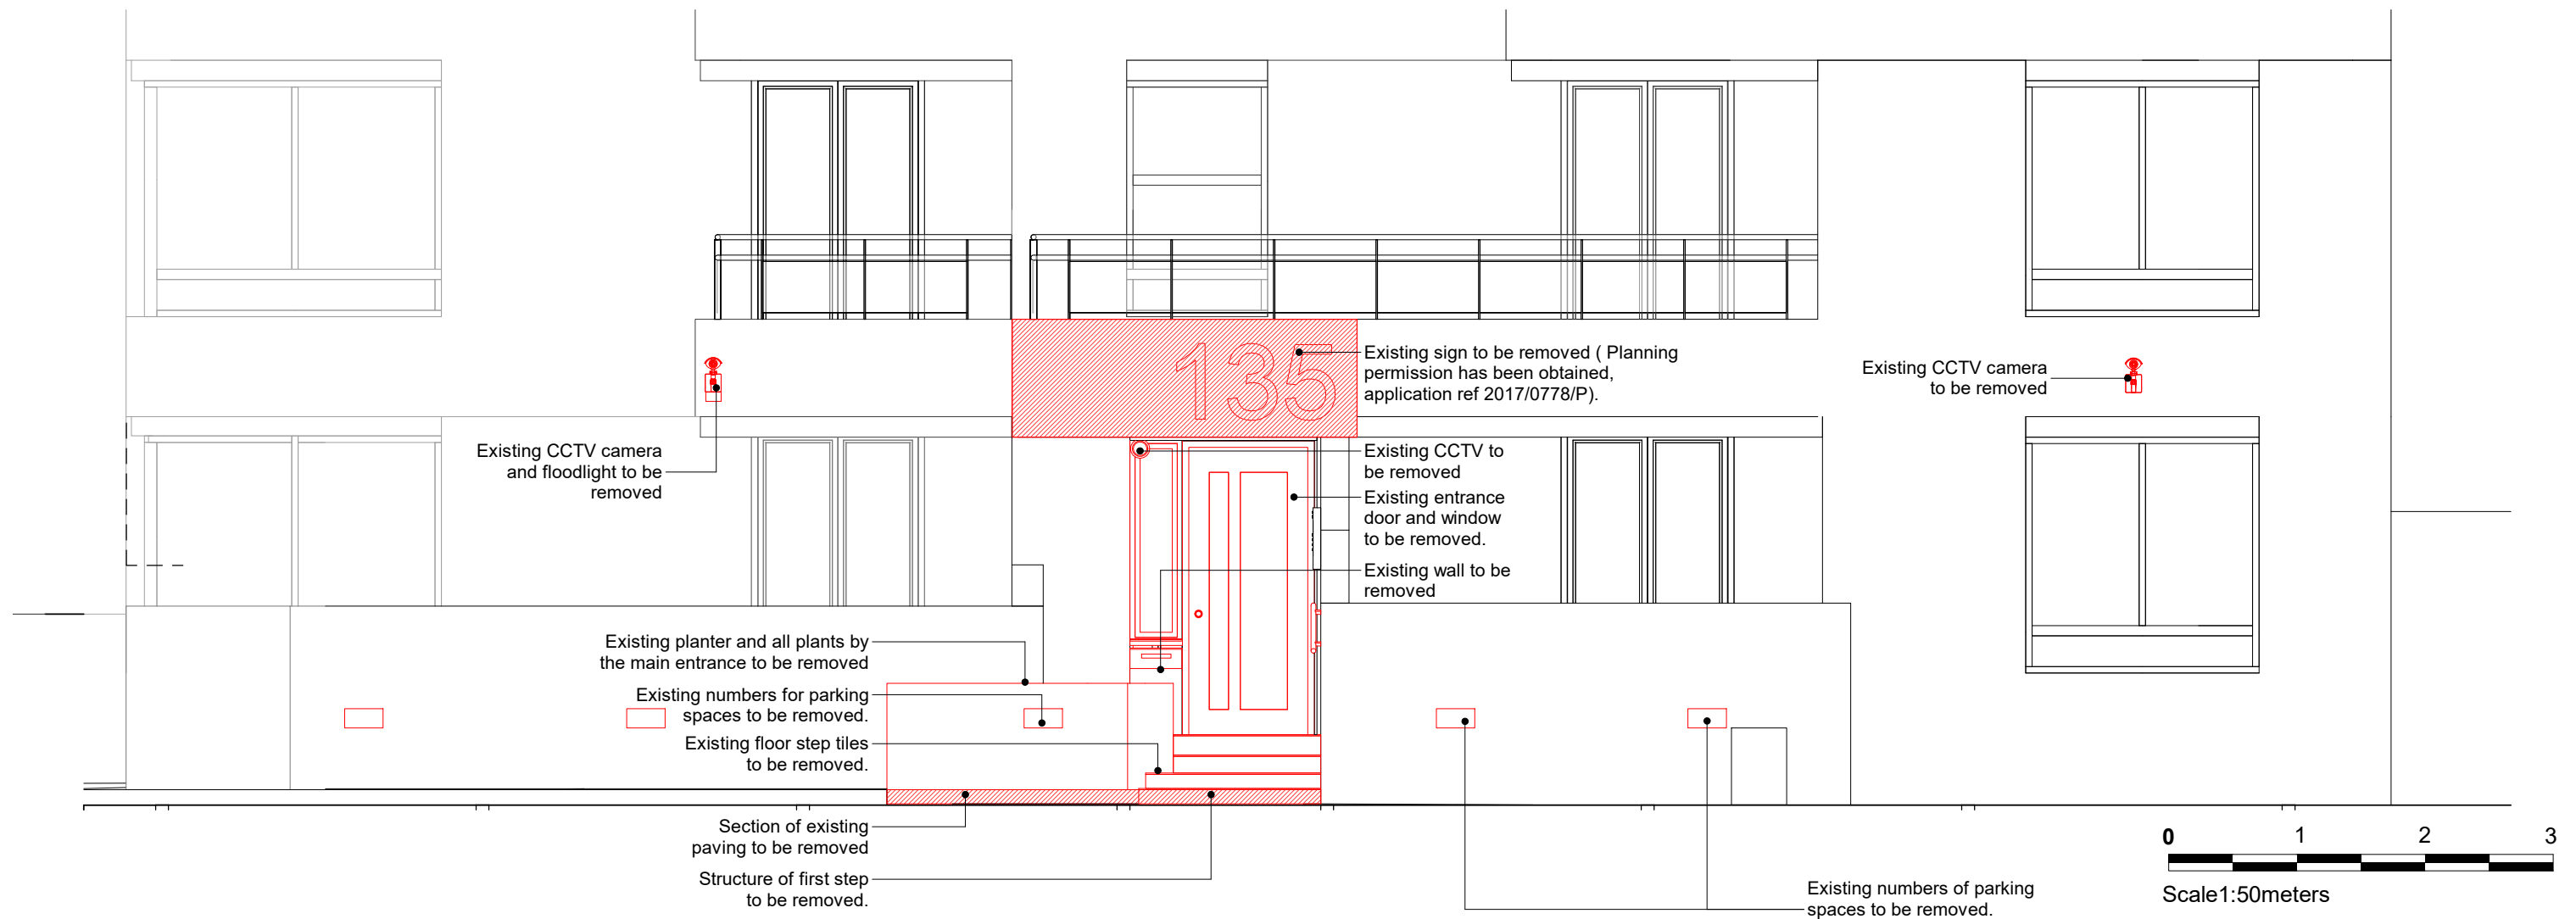 135
Existing sign to be removed ( Planning
permission has been obtained,
application ref 2017/0778/P).
Existing CCTV camera
to be removed
Existing CCTV camera
and floodlight to be
removed
Existing CCTV to
be removed
Existing entrance
door and window
to be removed.
Existing wall to be
removed
Existing planter and all plants by
the main entrance to be removed
Existing numbers for parking
spaces to be removed.
Existing floor step tiles
to be removed.
Section of existing
paving to be removed
Structure of first step
to be removed.
Existing numbers of parking
spaces to be removed.
0 1 2 3
Scale1:50meters